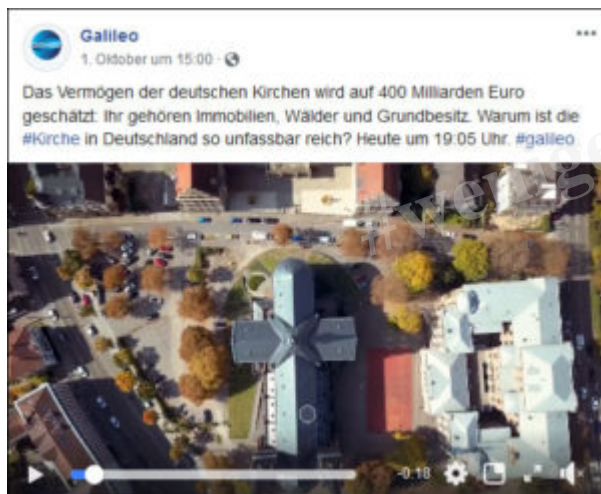 Galileo
1. Oktober um 15:00 ·
Das Vermögen der deutschen Kirchen wird auf 400 Milliarden Euro
geschätzt: Ihr gehören Immobilien, Wälder und Grundbesitz. Warum ist die
#Kirche in Deutschland so unfassbar reich? Heute um 19:05 Uhr. #galileo
-0:18